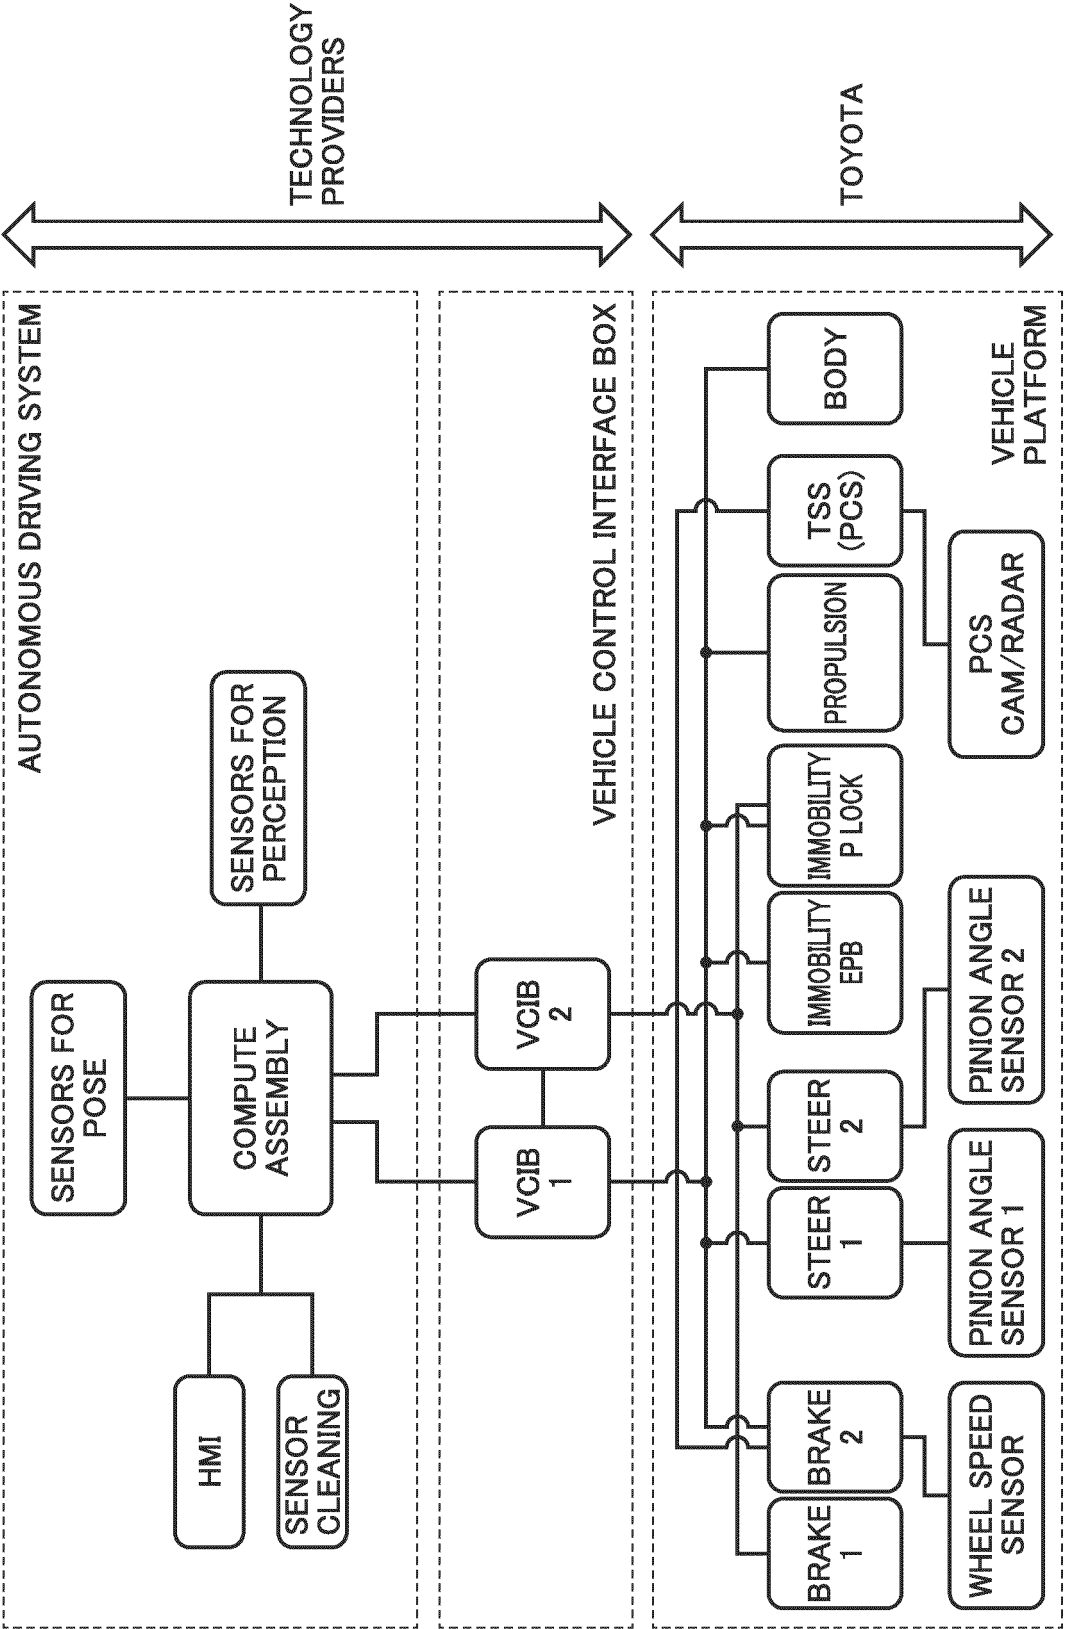 AUTONOMOUS DRIVING SYSTEM
SENSORS FOR
POSE
HMI
SENSOR
CLEANING
COMPUTE
ASSEMBLY
SENSORS FOR
PERCEPTION
TECHNOLOGY
PROVIDERS
VCIB
1
VCIB
2
VEHICLE CONTROL INTERFACE BOX
BRAKE
1
BRAKE
2
STEER
1
STEER
2
IMMOBILITY
EPB
IMMOBILITY
P LOCK
PROPULSION
TSS
(PCS)
BODY
TOYOTA
WHEEL SPEED
SENSOR
PINION ANGLE
SENSOR 1
PINION ANGLE
SENSOR 2
PCS
CAM/RADAR
VEHICLE
PLATFORM